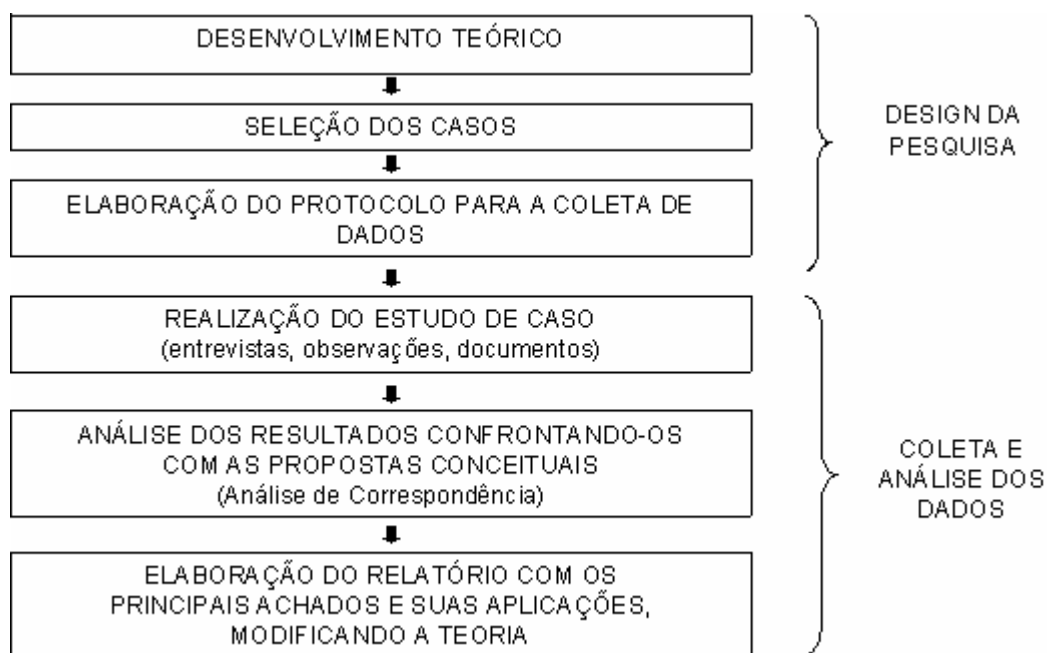 DESENVOLVIMENTO TEÓRICO
SELEÇÃO DOS CASOS
ELABORAÇÃO DO PROTOCOLO PARA A COLETA DE
DADOS
DESIGN DA
PESQUISA
REALIZAÇÃO DO ESTUDO DE CASO
(entrevistas, observações, documentos)
ANÁLISE DOS RESULTADOS CONFRONTANDO-OS
COM AS PROPOSTAS CONCEITUAIS
(Análise de Correspondência)
ELABORAÇÃO DO RELATÓRIO COM OS
PRINCIPAIS ACHADOS E SUAS APLICAÇÕES,
MODIFICANDO A TEORIA
COLETA E
ANÁLISE DOS
DADOS